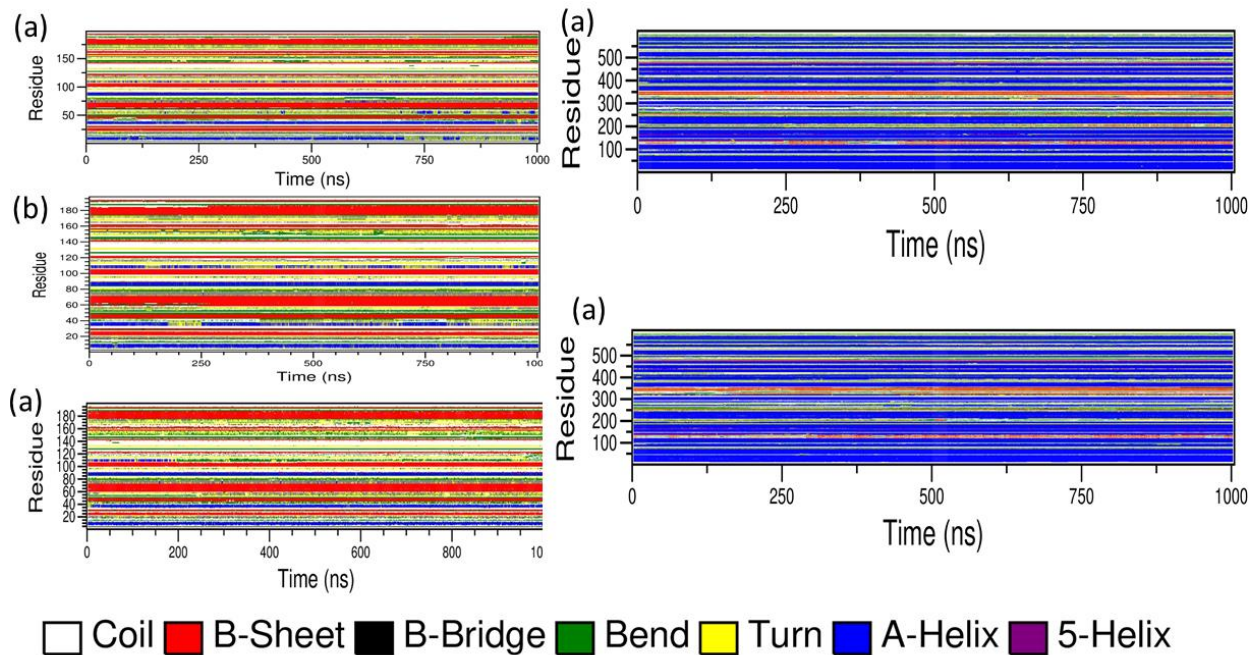 (a)
Residue
150
100
50
0 250 500 750 1000
Time (ns)
(b)
Residue
180
160
140
120
100
80
60
40
20
0 250 500 750 100
Time (ns)
(a)
Residue
180
160
140
120
100
80
60
40
20
0 200 400 600 800 10
Time (ns)
(a)
Residue
500
400
300
200
100
0 250 500 750 1000
Time (ns)
(a)
Residue
500
400
300
200
100
0 250 500 750 1000
Time (ns)
Coil B-Sheet B-Bridge Bend Turn A-Helix 5-Helix